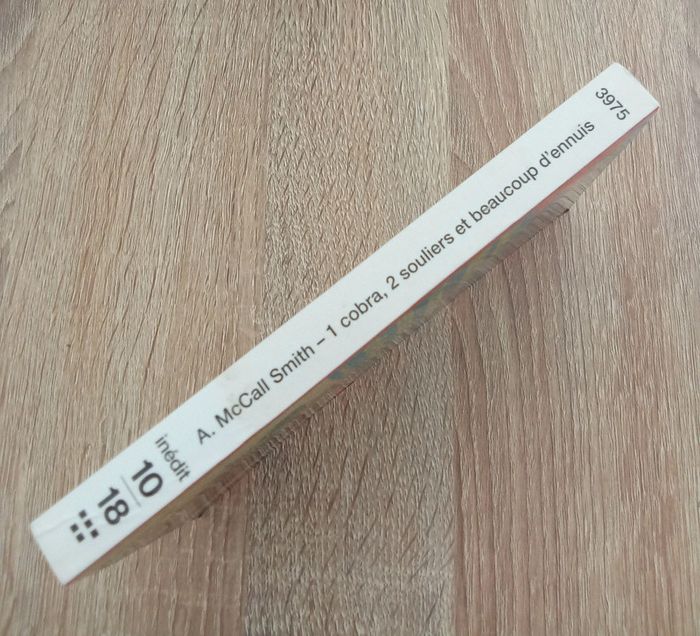 10
18
inédit
A. McCall Smith – 1 cobra, 2 souliers et beaucoup d'ennuis
3975